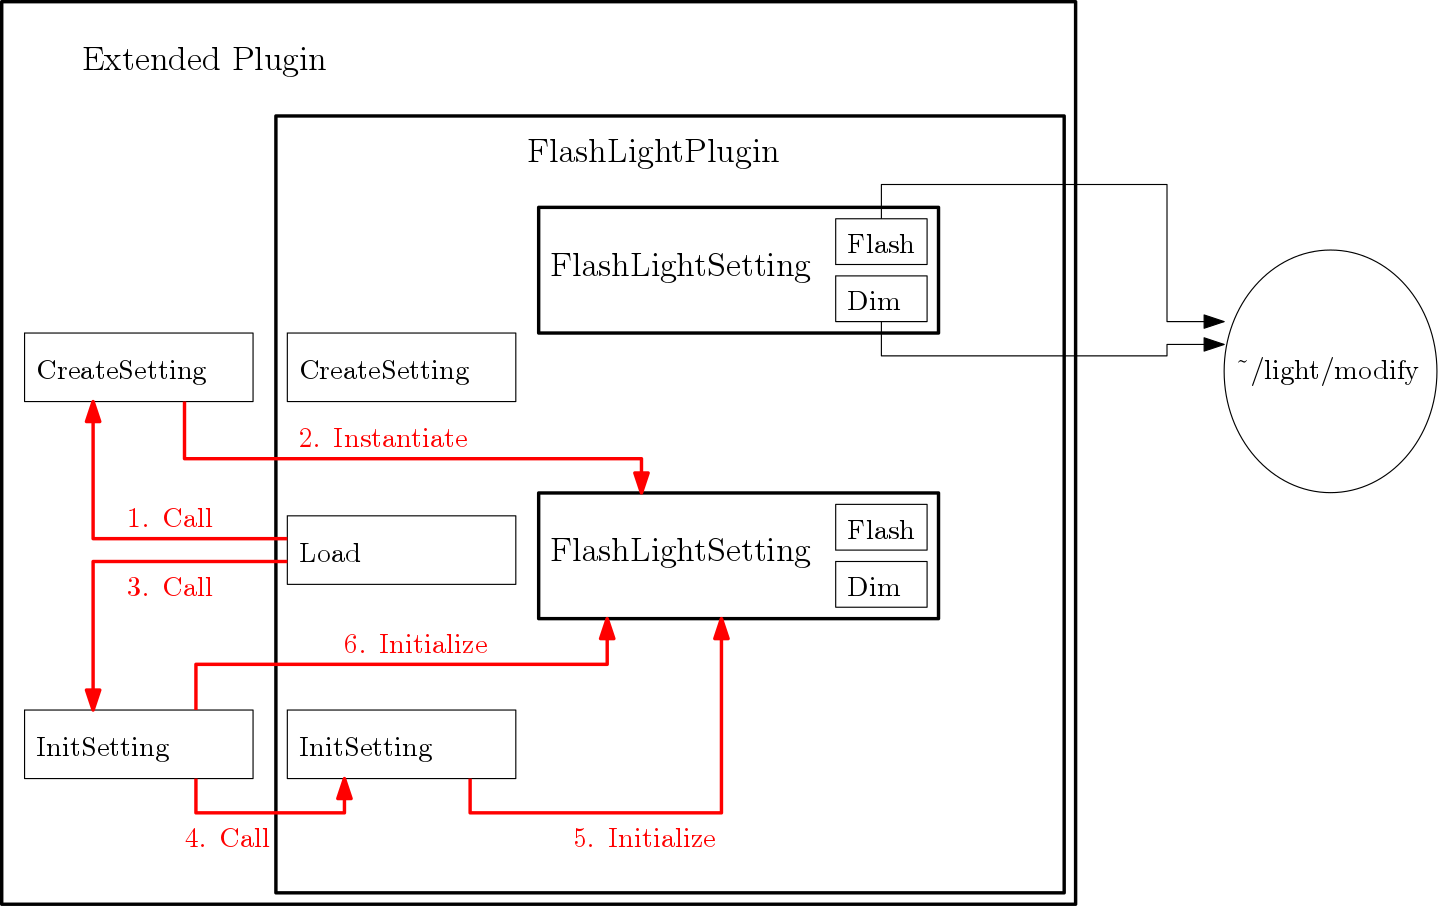 Extended Plugin
FlashLightPlugin
Flash
FlashLightSetting
Dim
CreateSetting
CreateSetting
~/light/modify
2. Instantiate
1. Call
Flash
FlashLightSetting
Load
Dim
3. Call
6. Initialize
InitSetting
InitSetting
4. Call
5. Initialize